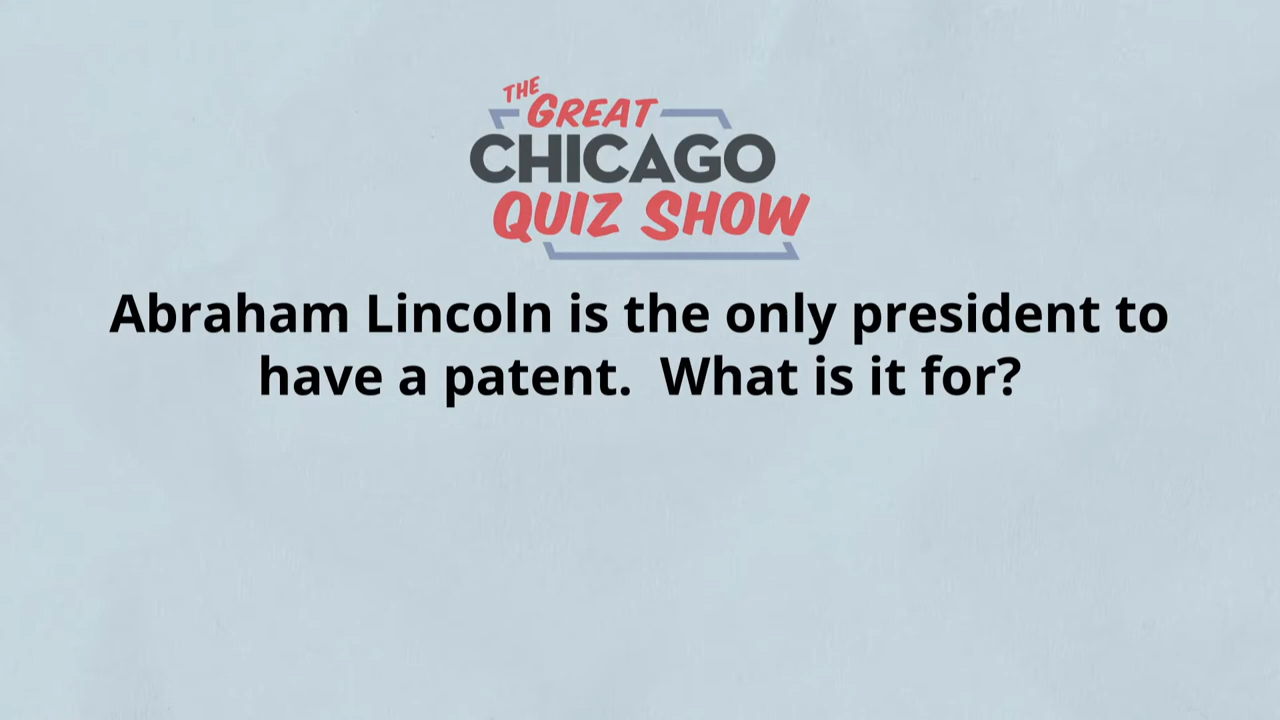 THE
GREAT
CHICAGO
QUIZ SHOW
Abraham Lincoln is the only president to
have a patent.  What is it for?